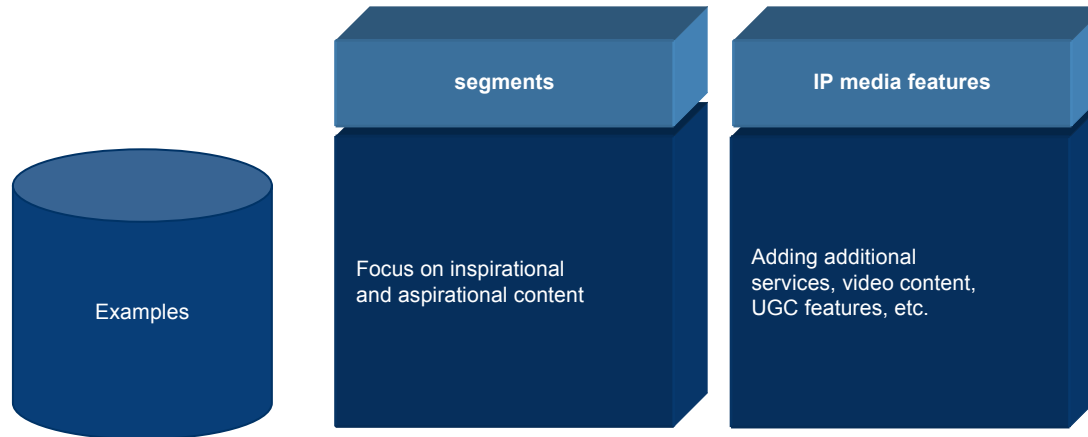 segments
IP media features
Examples
Focus on inspirational
and aspirational content
Adding additional
services, video content,
UGC features, etc.